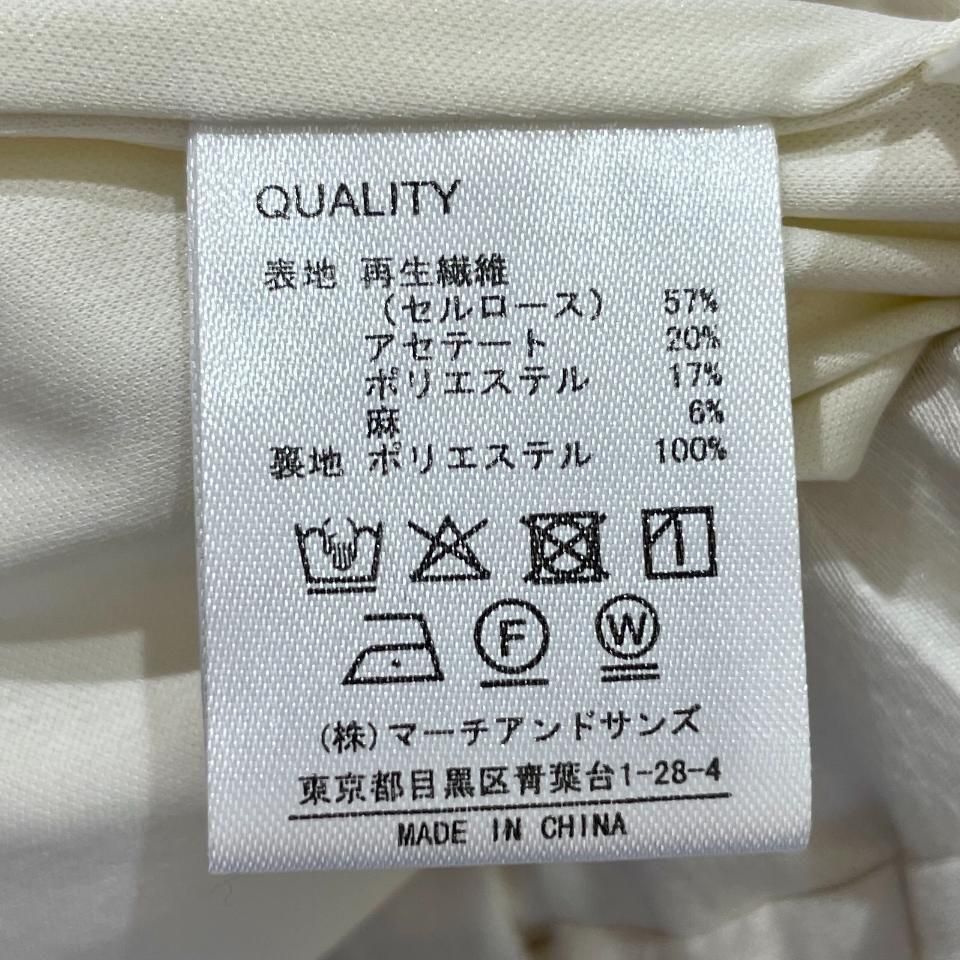 QUALITY
表地 再生繊維
(セルロース) 57%
アセテート 20%
ポリエステル 17%
麻 6%
裏地 ポリエステル 100%
F W
(株)マーチアンドサンズ
東京都目黒区青葉台1-28-4
MADE IN CHINA